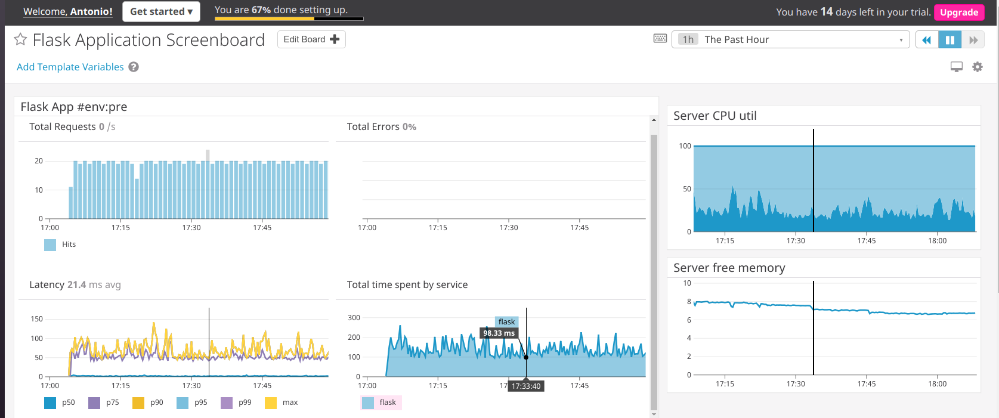 Welcome, Antonio!
Get started ▾
You are 67% done setting up.
You have 14 days left in your trial.
Upgrade
Flask Application Screenboard
Edit Board
1h The Past Hour
Add Template Variables ?
Flask App #env:pre
Total Requests 0 /s
20
10
0
17:00 17:15 17:30 17:45
Hits
Total Errors 0%
17:00 17:15 17:30 17:45
Latency 21.4 ms avg
150
100
50
0
17:00 17:15 17:30 17:45
p50 p75 p90 p95 p99 max
Total time spent by service
300
200
100
0
flask
98.33 ms
17:00 17:15 17:33:40 17:45
flask
Server CPU util
100
50
0
17:15 17:30 17:45 18:00
Server free memory
10
8
6
4
2
0
17:15 17:30 17:45 18:00